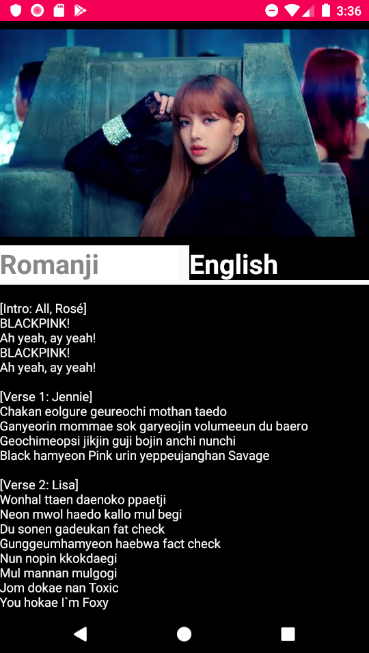 3:36
Romanji
English
[Intro: All, Rosé]
BLACKPINK!
Ah yeah, ay yeah!
BLACKPINK!
Ah yeah, ay yeah!
[Verse 1: Jennie]
Chakan eolgure geureochi mothan taedo
Ganyeorin mommae sok garyeojin volumeeun du baero
Geochimeopsi jikjin guji bojin anchi nunchi
Black hamyeon Pink urin yeppeujanghan Savage
[Verse 2: Lisa]
Wonhal ttaen daenoko ppaetji
Neon mwol haedo kallo mul begi
Du sonen gadeukan fat check
Gunggeumhamyeon haebwa fact check
Nun nopin kkokdaegi
Mul mannan mulgogi
Jom dokae nan Toxic
You hokae I`m Foxy